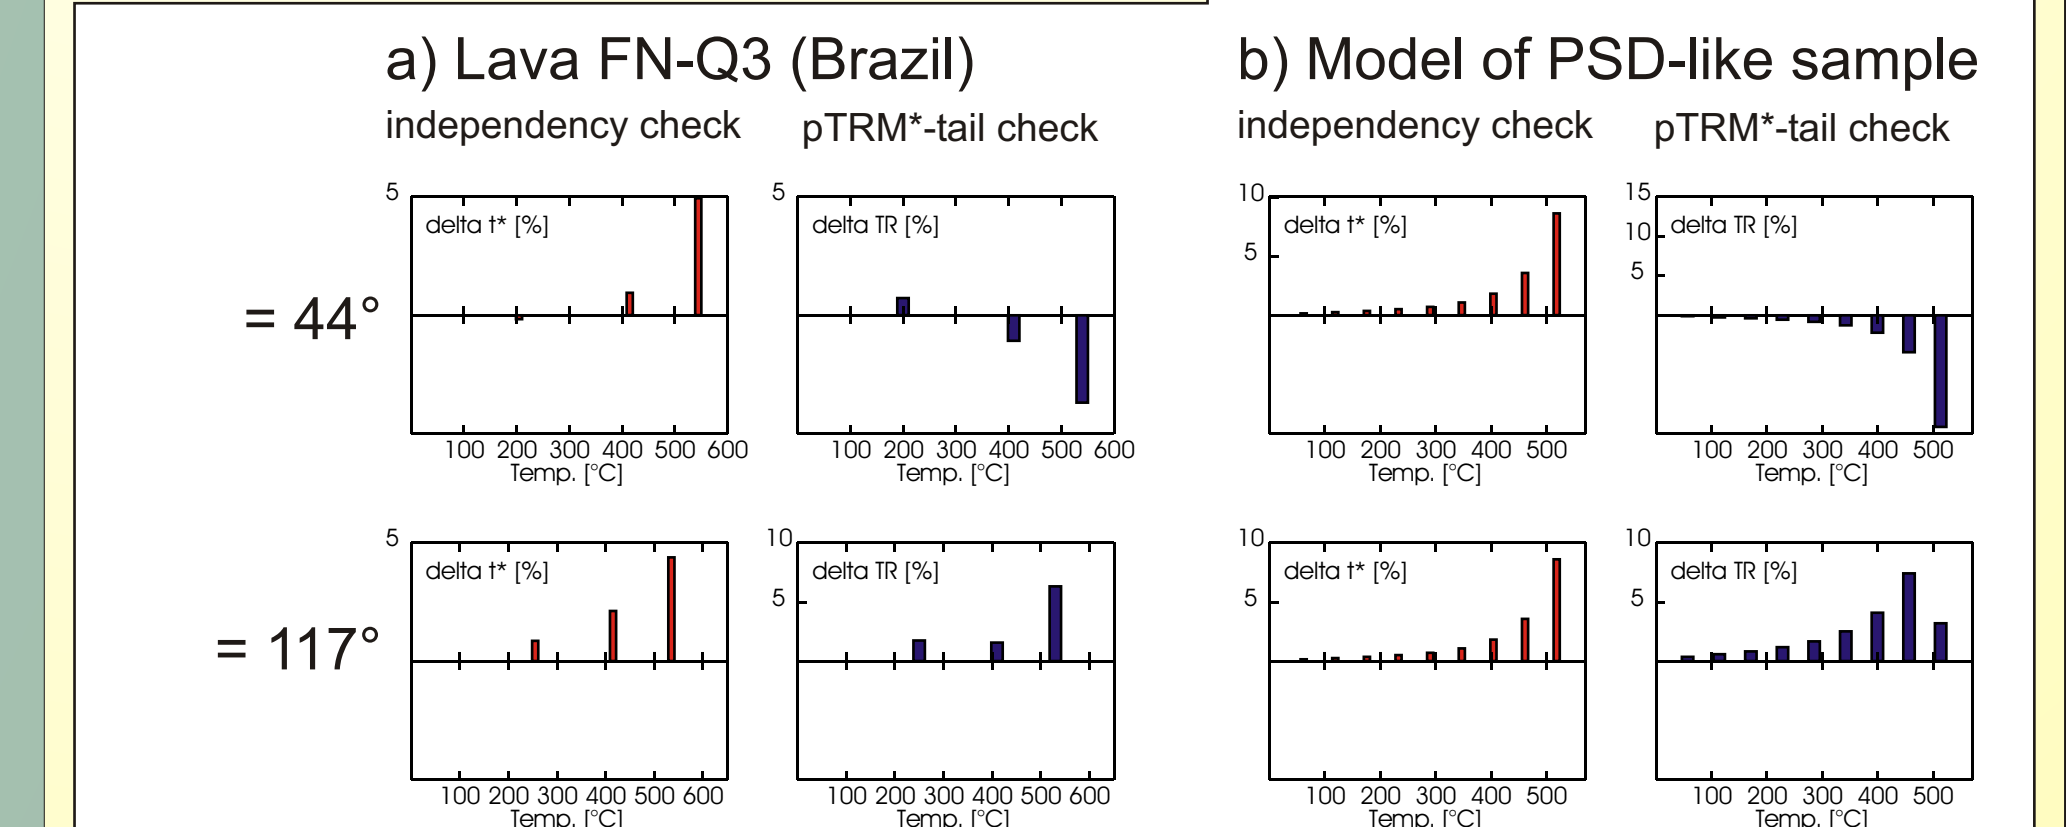 a) Lava FN-Q3 (Brazil)
b) Model of PSD-like sample
independency check
pTRM*-tail check
independency check
pTRM*-tail check
= 44°
5
delta t* [%]
100 200 300 400 500 600
Temp. [°C]
5
delta TR [%]
100 200 300 400 500 600
Temp. [°C]
10
5
delta t* [%]
100 200 300 400 500
Temp. [°C]
15
10
5
delta TR [%]
100 200 300 400 500
Temp. [°C]
= 117°
5
delta t* [%]
100 200 300 400 500 600
Temp. [°C]
10
5
delta TR [%]
100 200 300 400 500 600
Temp. [°C]
10
5
delta t* [%]
100 200 300 400 500
Temp. [°C]
10
5
delta TR [%]
100 200 300 400 500
Temp. [°C]